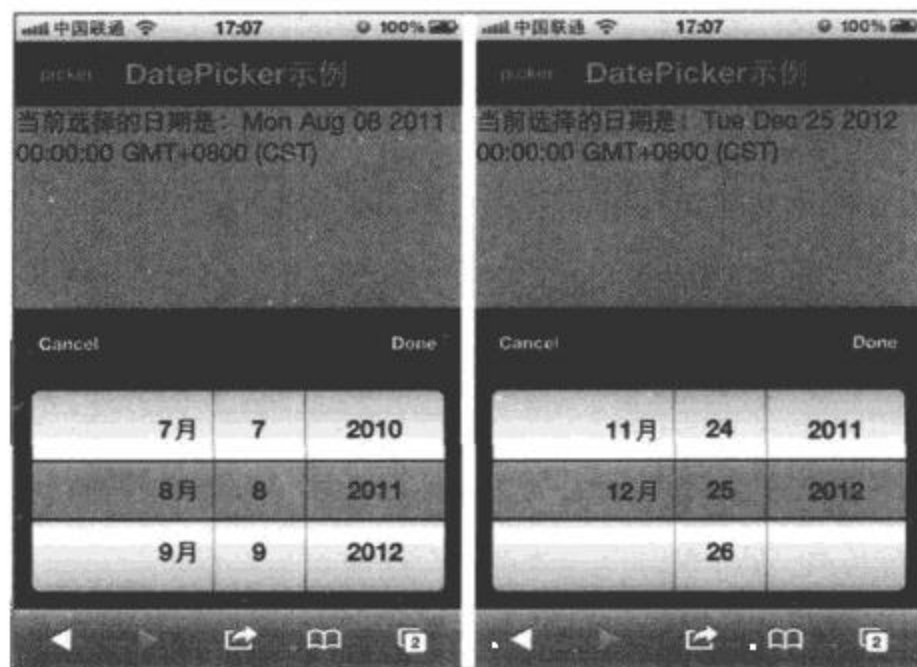 中国联通 17:07 100%
picker DatePicker示例
当前选择的日期是：Mon Aug 08 2011
00:00:00 GMT+0800 (CST)
Cancel Done
7月 7 2010
8月 8 2011
9月 9 2012
2
中国联通 17:07 100%
picker DatePicker示例
当前选择的日期是：Tue Dec 25 2012
00:00:00 GMT+0800 (CST)
Cancel Done
11月 24 2011
12月 25 2012
26
2